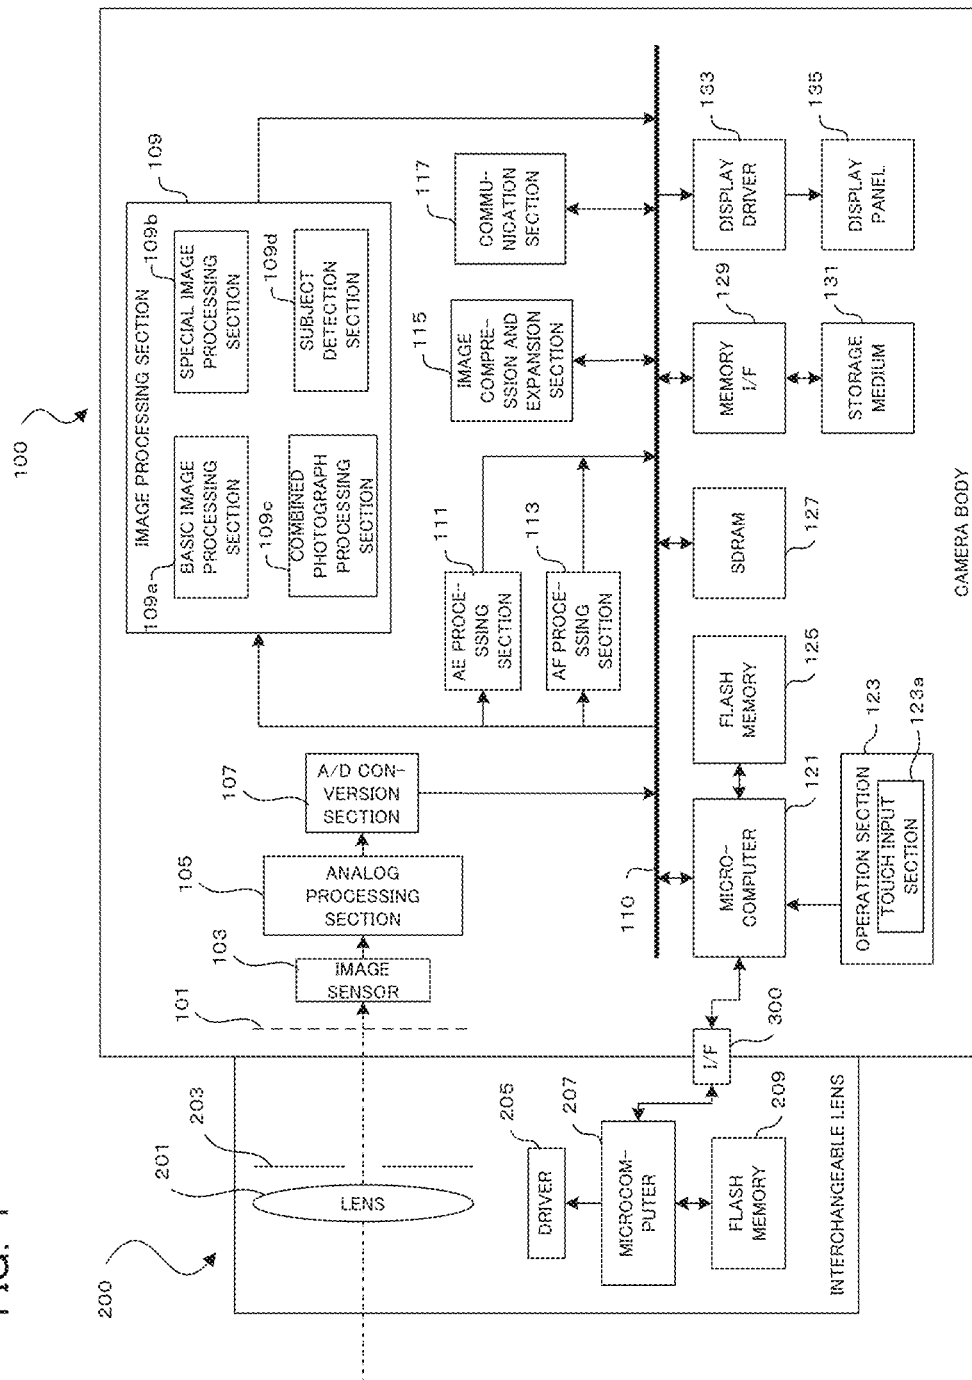 FIG. 1
100
IMAGE PROCESSING SECTION
109
109a
BASIC IMAGE
PROCESSING
SECTION
109b
SPECIAL IMAGE
PROCESSING
SECTION
109c
COMBINED
PHOTOGRAPH
PROCESSING
SECTION
109d
SUBJECT
DETECTION
SECTION
101
103
IMAGE
SENSOR
105
ANALOG
PROCESSING
SECTION
107
A/D CON-
VERSION
SECTION
111
AE PROCE-
SSING
SECTION
113
AF PROCE-
SSING
SECTION
115
IMAGE
COMPRE-
SSION AND
EXPANSION
SECTION
117
COMMU-
NICATION
SECTION
110
MICRO-
COMPUTER
121
FLASH
MEMORY
125
SDRAM
127
MEMORY
I/F
129
STORAGE
MEDIUM
131
DISPLAY
DRIVER
133
DISPLAY
PANEL
135
OPERATION SECTION
123
TOUCH INPUT
SECTION
123a
CAMERA BODY
I/F
300
200
201
LENS
203
DRIVER
205
MICROCOM-
PUTER
207
FLASH
MEMORY
209
INTERCHANGEABLE LENS